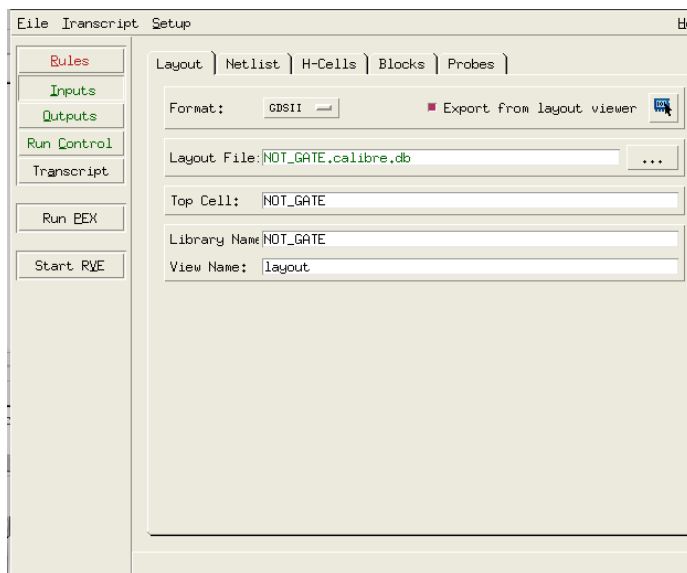 File Transcript Setup
Rules
Inputs
Outputs
Run Control
Transcript
Run PEX
Start RVE
Layout Netlist H-Cells Blocks Probes
Format: GDSII Export from layout viewer
Layout File: NOT_GATE.calibre.db ...
Top Cell: NOT_GATE
Library Name NOT_GATE
View Name: layout